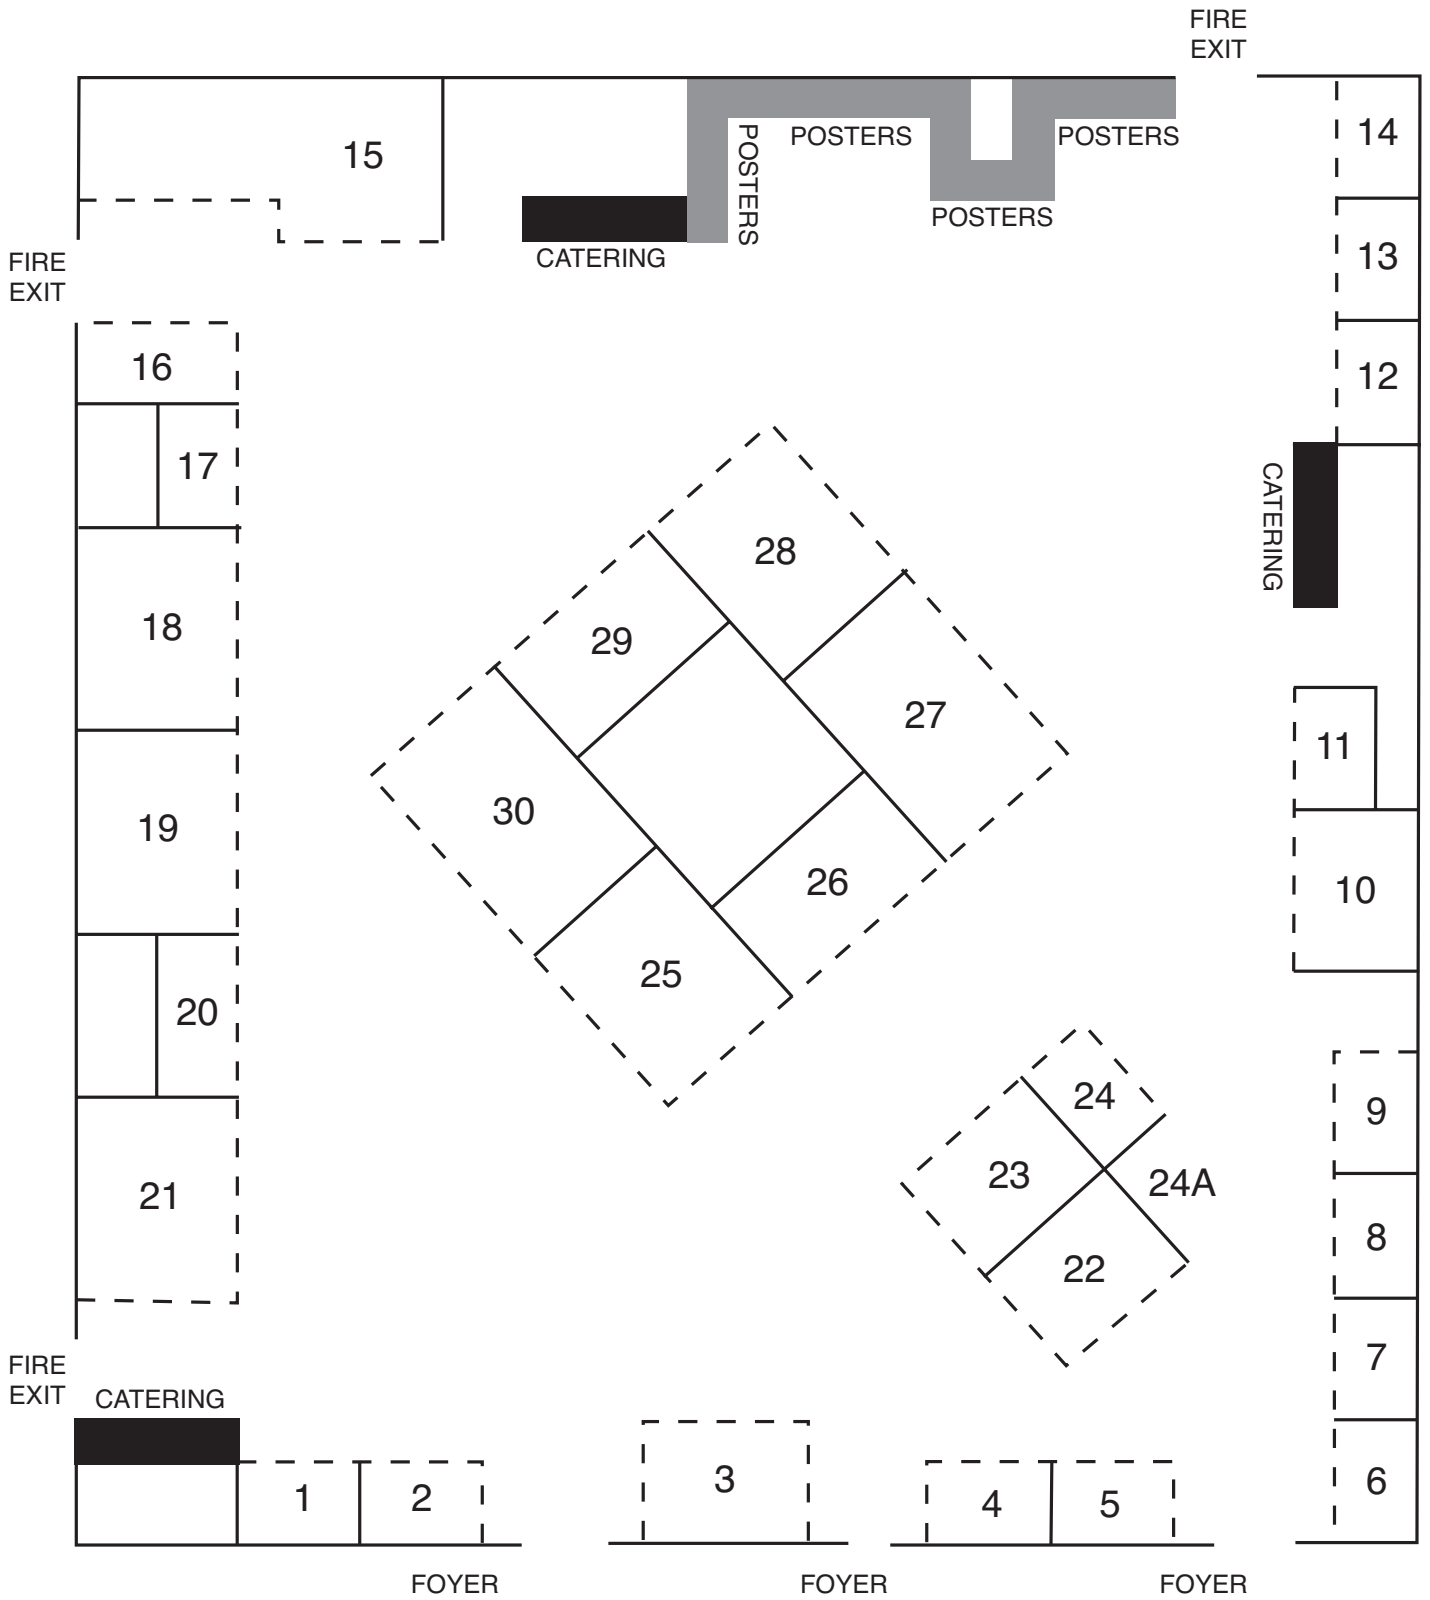 FIRE
EXIT
14
POSTERS
POSTERS
POSTERS
15
POSTERS
13
CATERING
FIRE
EXIT
16
12
17
CATERING
28
18
29
27
11
19
30
26
10
25
20
24
9
23
24A
21
8
22
7
FIRE
EXIT
CATERING
3
6
1
2
4
5
FOYER
FOYER
FOYER